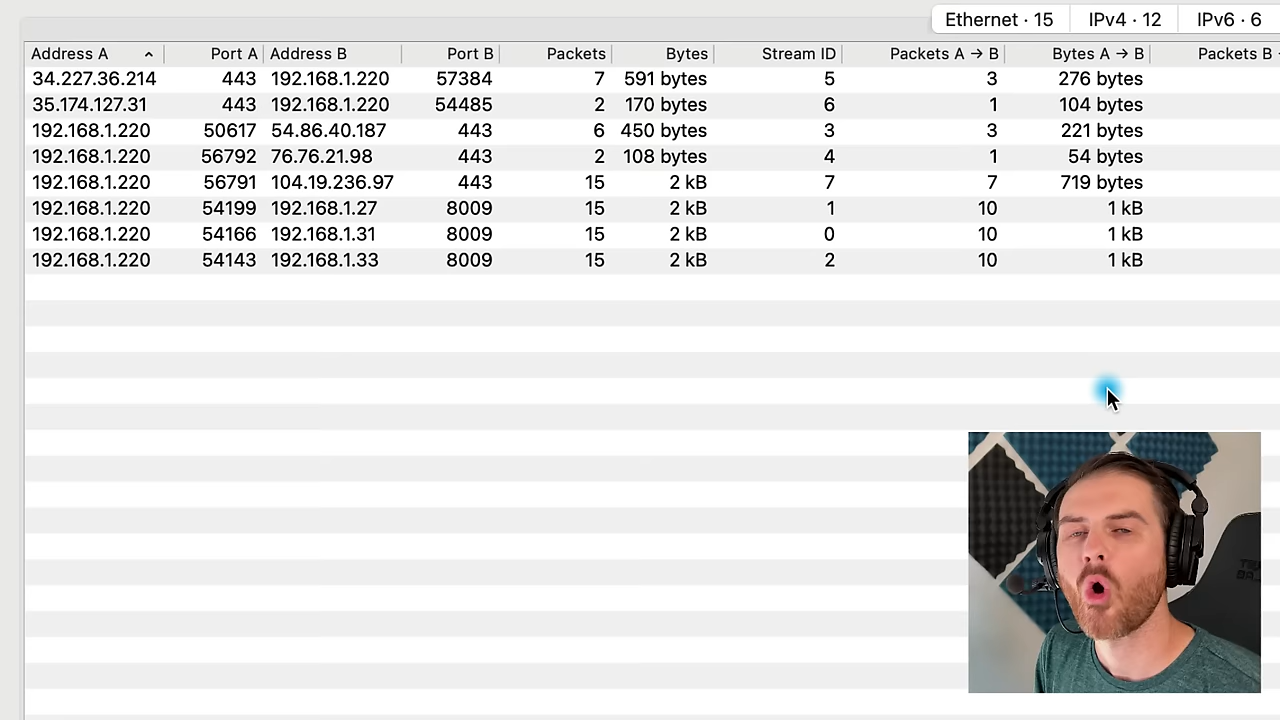 Ethernet · 15 IPv4 · 12 IPv6 · 6
Address A Port A Address B Port B Packets Bytes Stream ID Packets A → B Bytes A → B Packets B
34.227.36.214 443 192.168.1.220 57384 7 591 bytes 5 3 276 bytes
35.174.127.31 443 192.168.1.220 54485 2 170 bytes 6 1 104 bytes
192.168.1.220 50617 54.86.40.187 443 6 450 bytes 3 3 221 bytes
192.168.1.220 56792 76.76.21.98 443 2 108 bytes 4 1 54 bytes
192.168.1.220 56791 104.19.236.97 443 15 2 kB 7 7 719 bytes
192.168.1.220 54199 192.168.1.27 8009 15 2 kB 1 10 1 kB
192.168.1.220 54166 192.168.1.31 8009 15 2 kB 0 10 1 kB
192.168.1.220 54143 192.168.1.33 8009 15 2 kB 2 10 1 kB